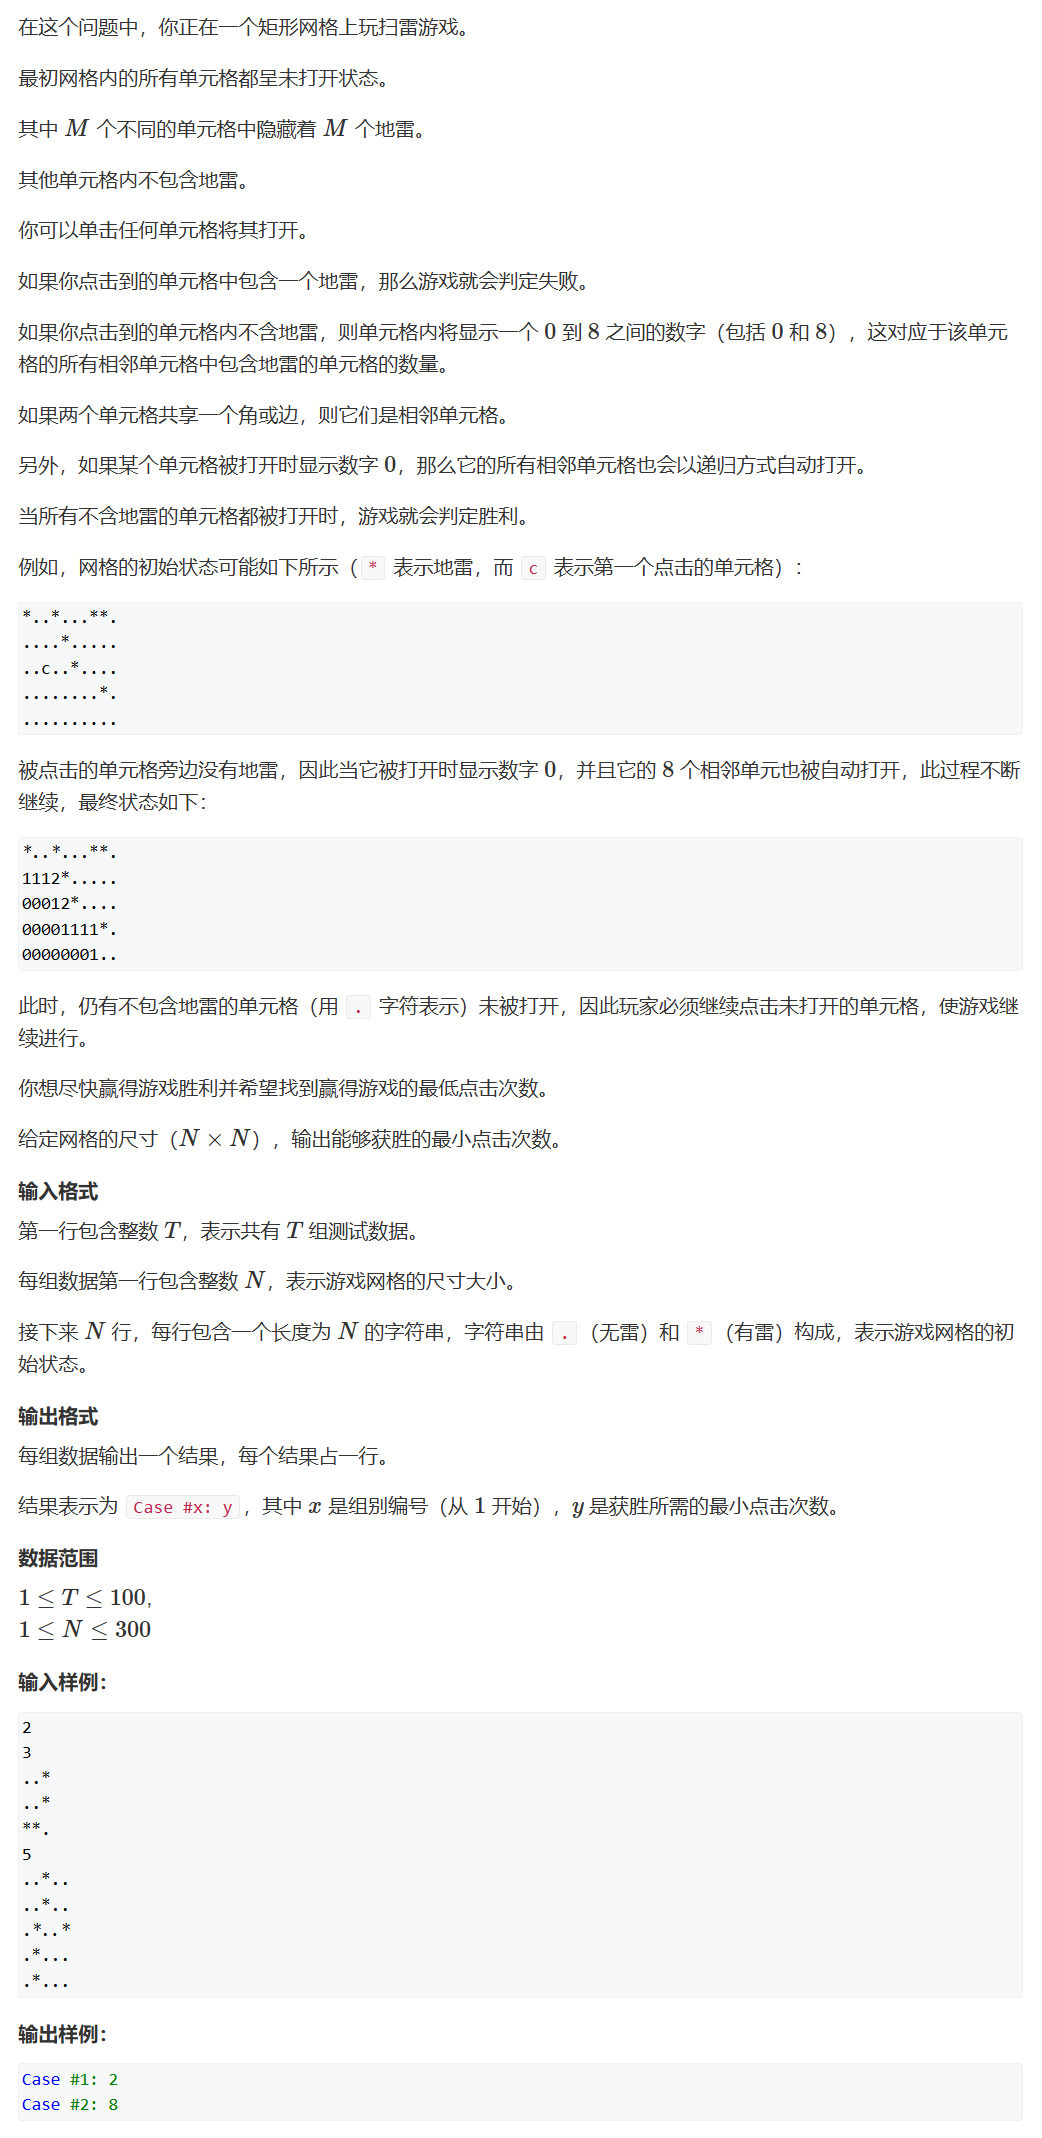 在这个问题中，你正在一个矩形网格上玩扫雷游戏。
最初网格内的所有单元格都呈未打开状态。
其中 M 个不同的单元格中隐藏着 M 个地雷。
其他单元格内不包含地雷。
你可以单击任何单元格将其打开。
如果你点击到的单元格中包含一个地雷，那么游戏就会判定失败。
如果你点击到的单元格内不含地雷，则单元格内将显示一个 0 到 8 之间的数字（包括 0 和 8），这对应于该单元
格的所有相邻单元格中包含地雷的单元格的数量。
如果两个单元格共享一个角或边，则它们是相邻单元格。
另外，如果某个单元格被打开时显示数字 0，那么它的所有相邻单元格也会以递归方式自动打开。
当所有不含地雷的单元格都被打开时，游戏就会判定胜利。
例如，网格的初始状态可能如下所示（ * 表示地雷，而 c 表示第一个点击的单元格）：
*..*...**.
....*.....
..c..*....
........*.
..........
被点击的单元格旁边没有地雷，因此当它被打开时显示数字 0，并且它的 8 个相邻单元也被自动打开，此过程不断
继续，最终状态如下：
*..*...**.
1112*.....
00012*....
00001111*.
00000001..
此时，仍有不包含地雷的单元格（用 . 字符表示）未被打开，因此玩家必须继续点击未打开的单元格，使游戏继
续进行。
你想尽快赢得游戏胜利并希望找到赢得游戏的最低点击次数。
给定网格的尺寸（N × N），输出能够获胜的最小点击次数。
输入格式
第一行包含整数 T，表示共有 T 组测试数据。
每组数据第一行包含整数 N，表示游戏网格的尺寸大小。
接下来 N 行，每行包含一个长度为 N 的字符串，字符串由 .（无雷）和 *（有雷）构成，表示游戏网格的初
始状态。
输出格式
每组数据输出一个结果，每个结果占一行。
结果表示为 Case #x: y，其中 x 是组别编号（从 1 开始），y 是获胜所需的最小点击次数。
数据范围
1 ≤ T ≤ 100,
1 ≤ N ≤ 300
输入样例：
2
3
..*
..*
**.
5
..*..
..*..
.*..*
.*...
.*...
输出样例：
Case #1: 2
Case #2: 8